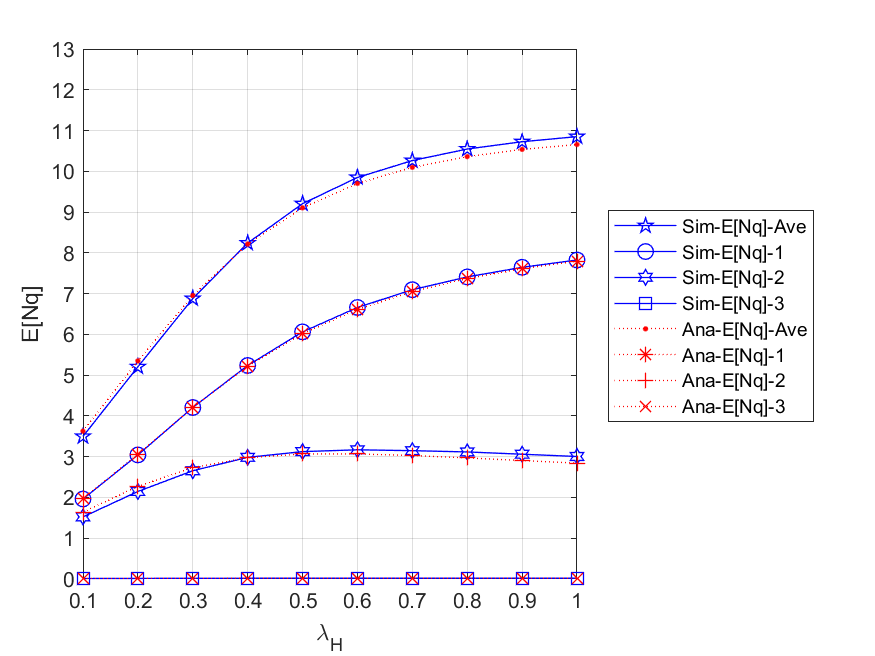 13
12
11
10
9
8
7
6
5
4
3
2
1
0
E[Nq]
0.1 0.2 0.3 0.4 0.5 0.6 0.7 0.8 0.9 1
λH
Sim-E[Nq]-Ave
Sim-E[Nq]-1
Sim-E[Nq]-2
Sim-E[Nq]-3
Ana-E[Nq]-Ave
Ana-E[Nq]-1
Ana-E[Nq]-2
Ana-E[Nq]-3